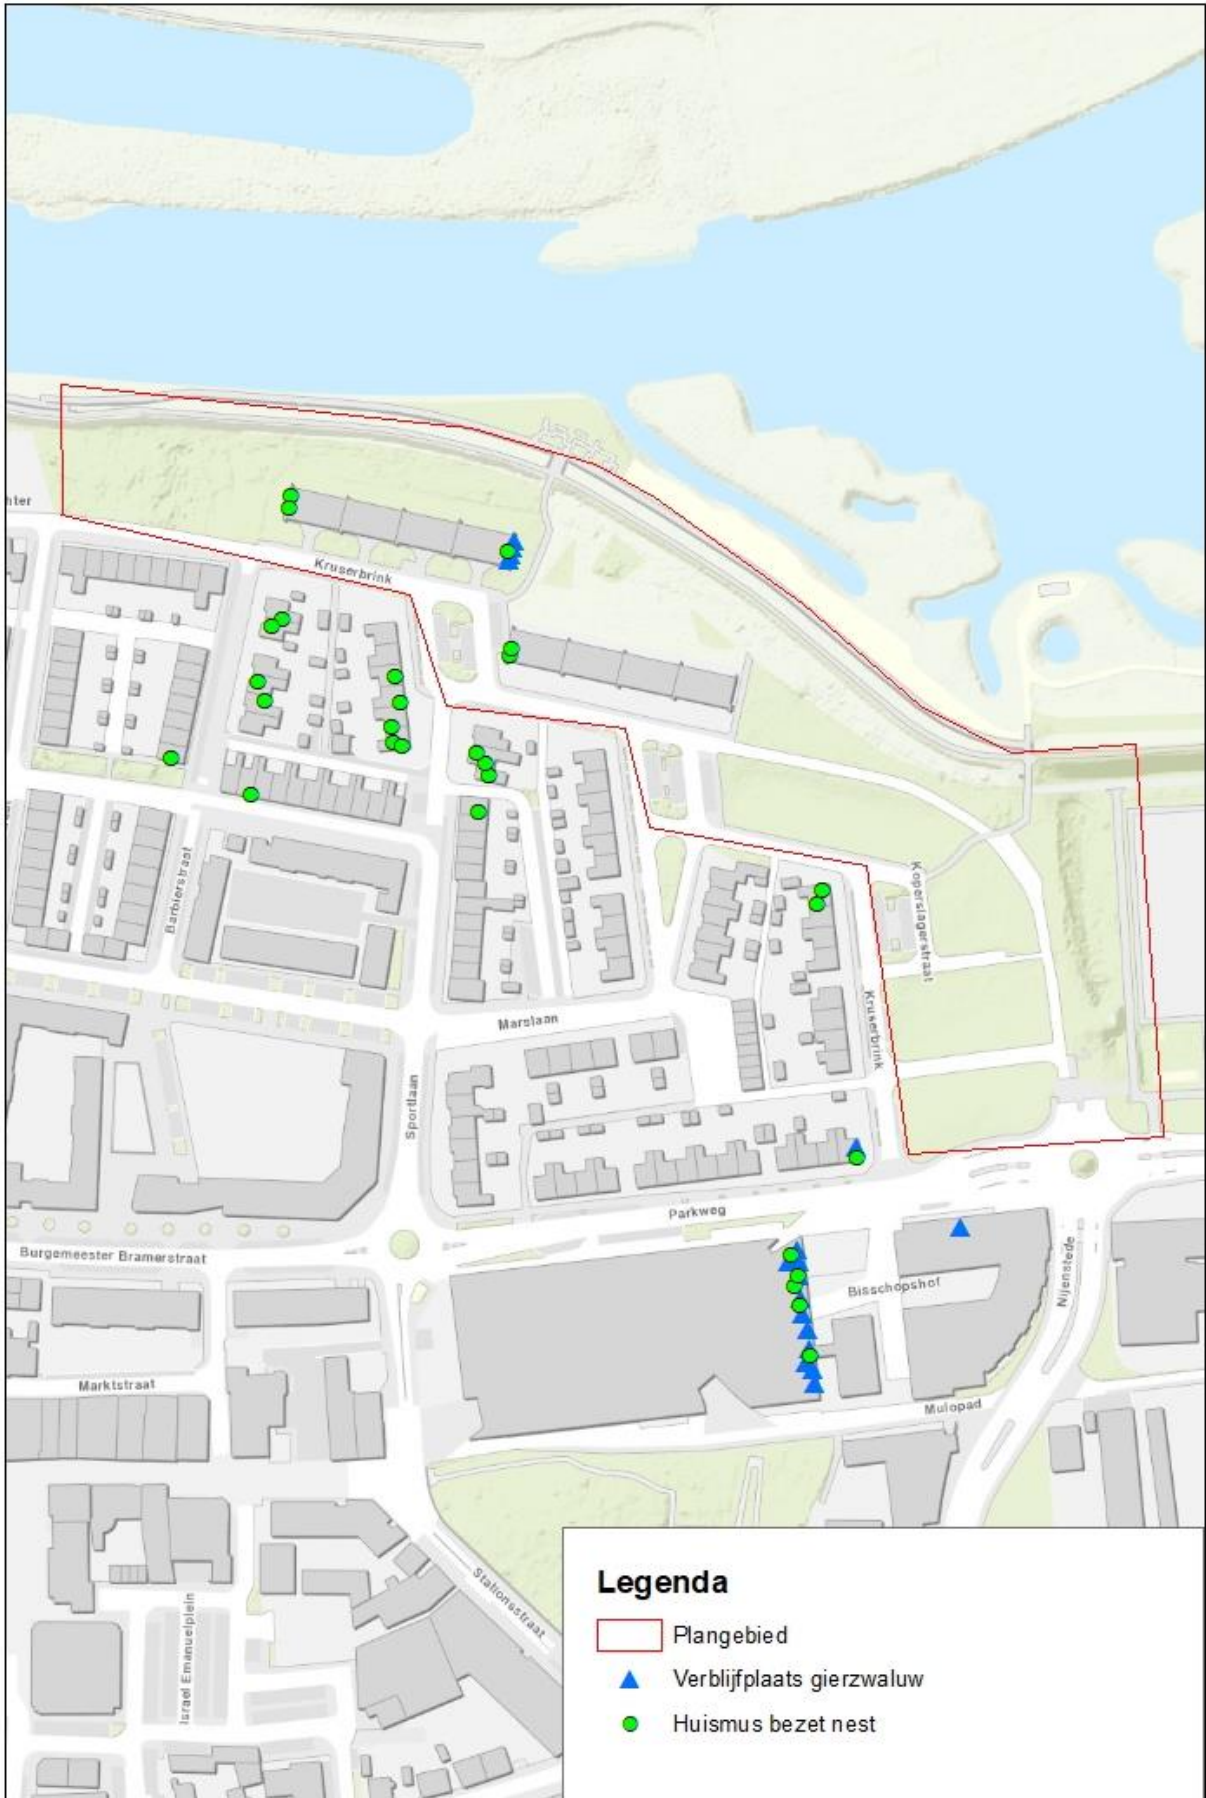 hter
Kruserbrink
Barbierstraat
Koperslagerstraat
Kruserbrink
Marslaan
Sportlaan
Parkweg
Burgemeester Bramerstraat
Bisschopshof
Nijenstede
Marktstraat
Mulopad
Stationsstraat
Israel Emanuelplein
Legenda
Plangebied
Verblijfplaats gierzwaluw
Huismus bezet nest